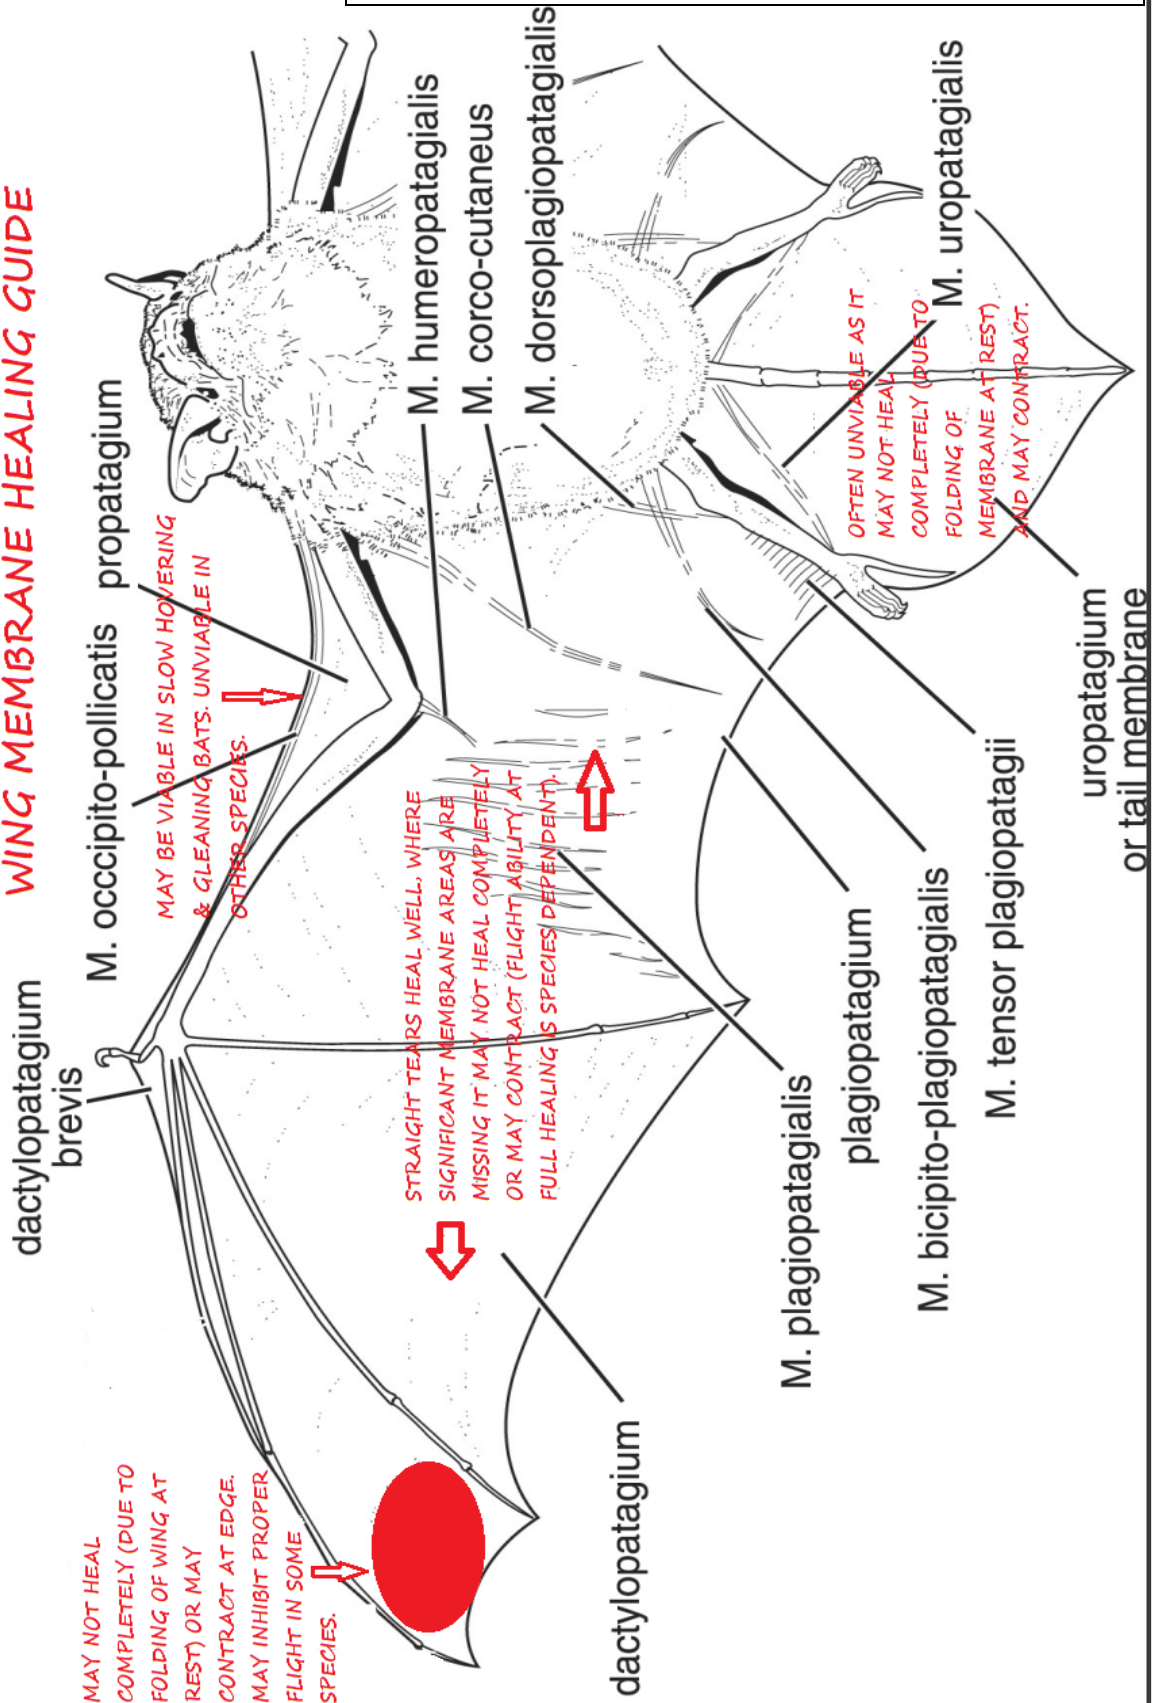 WING MEMBRANE HEALING GUIDE
dactylopatagium
brevis
M. occcipito-pollicatis
propatagium
MAY BE VIABLE IN SLOW HOVERING
& GLEANING BATS. UNVIABLE IN
OTHER SPECIES.
MAY NOT HEAL
COMPLETELY (DUE TO
FOLDING OF WING AT
REST) OR MAY
CONTRACT AT EDGE.
MAY INHIBIT PROPER
FLIGHT IN SOME
SPECIES.
STRAIGHT TEARS HEAL WELL, WHERE
SIGNIFICANT MEMBRANE AREAS ARE
MISSING IT MAY NOT HEAL COMPLETELY
OR MAY CONTRACT (FLIGHT ABILITY AT
FULL HEALING IS SPECIES DEPENDENT).
M. humeropatagialis
M. corco-cutaneus
M. dorsoplagiopatagialis
OFTEN UNVIABLE AS IT
MAY NOT HEAL
COMPLETELY (DUE TO
FOLDING OF
MEMBRANE AT REST)
AND MAY CONTRACT.
M. uropatagialis
dactylopatagium
M. plagiopatagialis
plagiopatagium
M. bicipito-plagiopatagialis
M. tensor plagiopatagii
uropatagium
or tail membrane